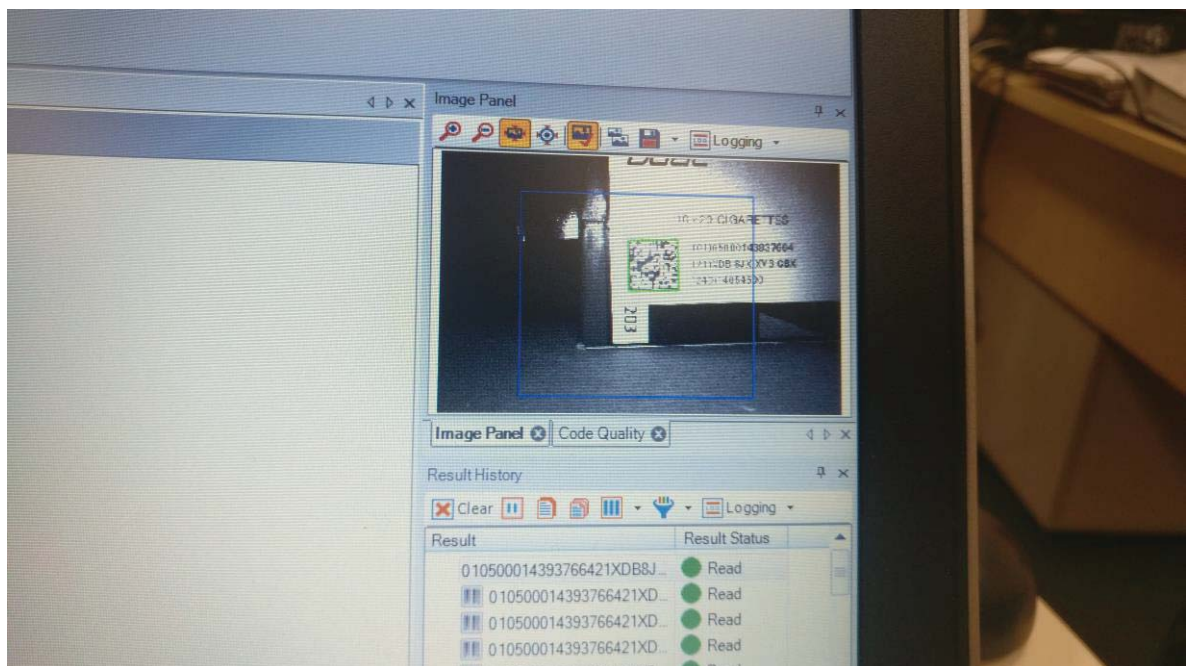 Image Panel
Logging
10 x 20 CIGARETTES
203
Image Panel
Code Quality
Result History
Clear
Logging
Result
Result Status
010500014393766421XDB8J...
Read
010500014393766421XD...
Read
010500014393766421XD...
Read
010500014393766421XD...
Read